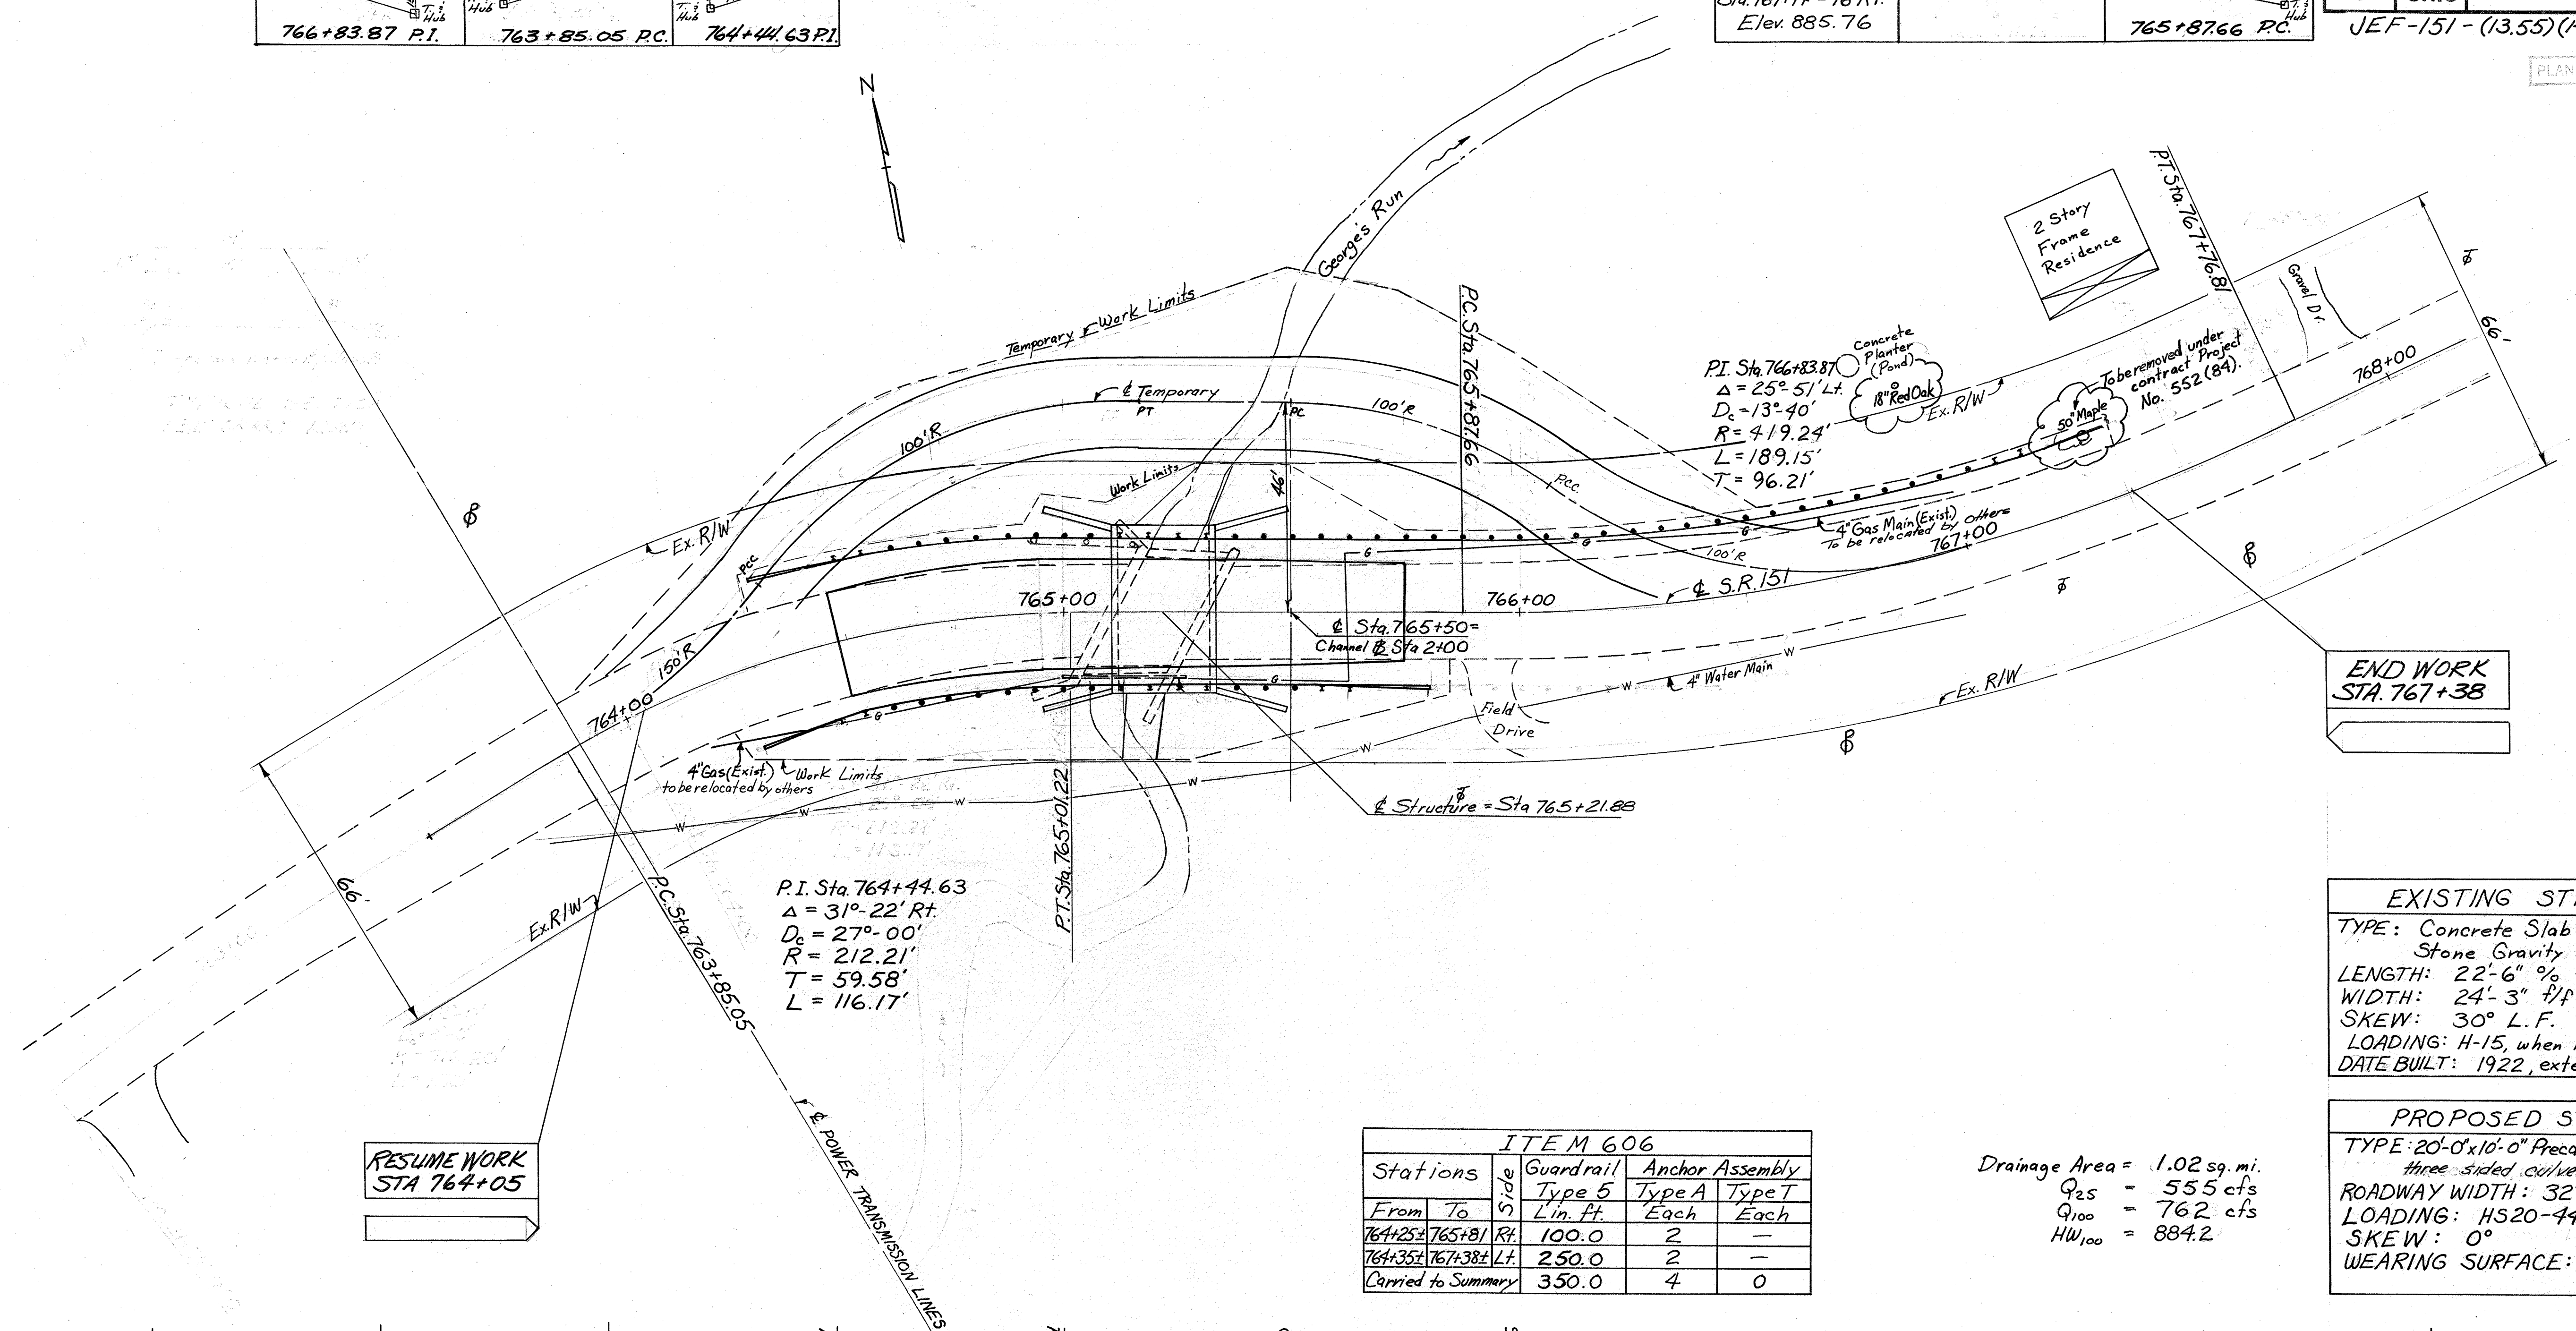 T.& Hub
766+83.87 P.I.
763+85.05 P.C.
T.& Hub
764+44.63 P.I.
Elev. 885.76
Hub
765+87.66 P.C.
JEF-151-(13.55)
PLAN
N
George's Run
Temporary Work Limits
℄ Temporary
PT
PC
100'R
100'R
Work Limits
46'
P.C.C.
100'R
P.C. Sta. 765+87.66
P.I. Sta. 766+83.87
Δ = 25°-51' Lt.
Dc = 13°-40'
R = 419.24'
L = 189.15'
T = 96.21'
Concrete
Planter
(Pond)
18" Red Oak
Ex. R/W
2 Story
Frame
Residence
P.T. Sta. 767+76.81
Gravel Dr.
To be removed under
contract Project
No. 552(84).
50" Maple
768+00
66'
4" Gas Main (Exist.)
To be relocated by others
767+00
℄ S.R. 151
Ex. R/W
PCC
150'R
764+00
765+00
766+00
℄ Sta. 765+50=
Channel ℄ Sta 2+00
G
W
4" Water Main
Ex. R/W
Field
Drive
END WORK
STA. 767+38
4" Gas (Exist.)
to be relocated by others
Work Limits
℄ Structure = Sta 765+21.88
P.T. Sta. 765+01.22
66'
Ex. R/W
P.C. Sta. 763+85.05
P.I. Sta. 764+44.63
Δ = 31°-22' Rt.
Dc = 27°-00'
R = 212.21'
T = 59.58'
L = 116.17'
RESUME WORK
STA 764+05
℄ POWER TRANSMISSION LINES
ITEM 606
Stations Side Guardrail Anchor Assembly
Type 5 Type A Type T
From To Lin. ft. Each Each
764+25± 765+81 Rt. 100.0 2 —
764+35± 767+38± Lt. 250.0 2 —
Carried to Summary 350.0 4 0
Drainage Area = 1.02 sq. mi.
Q25 = 555 cfs
Q100 = 762 cfs
HW100 = 884.2
EXISTING
TYPE: Concrete Slab
Stone Gravity
LENGTH: 22'-6" %
WIDTH: 24'-3" f/f
SKEW: 30° L.F.
LOADING: H-15, when
DATE BUILT: 1922,
PROPOSED
TYPE: 20'-0"x10'-0"
three sided
ROADWAY WIDTH: 32'
LOADING: HS20-44
SKEW: 0°
WEARING SURFACE: